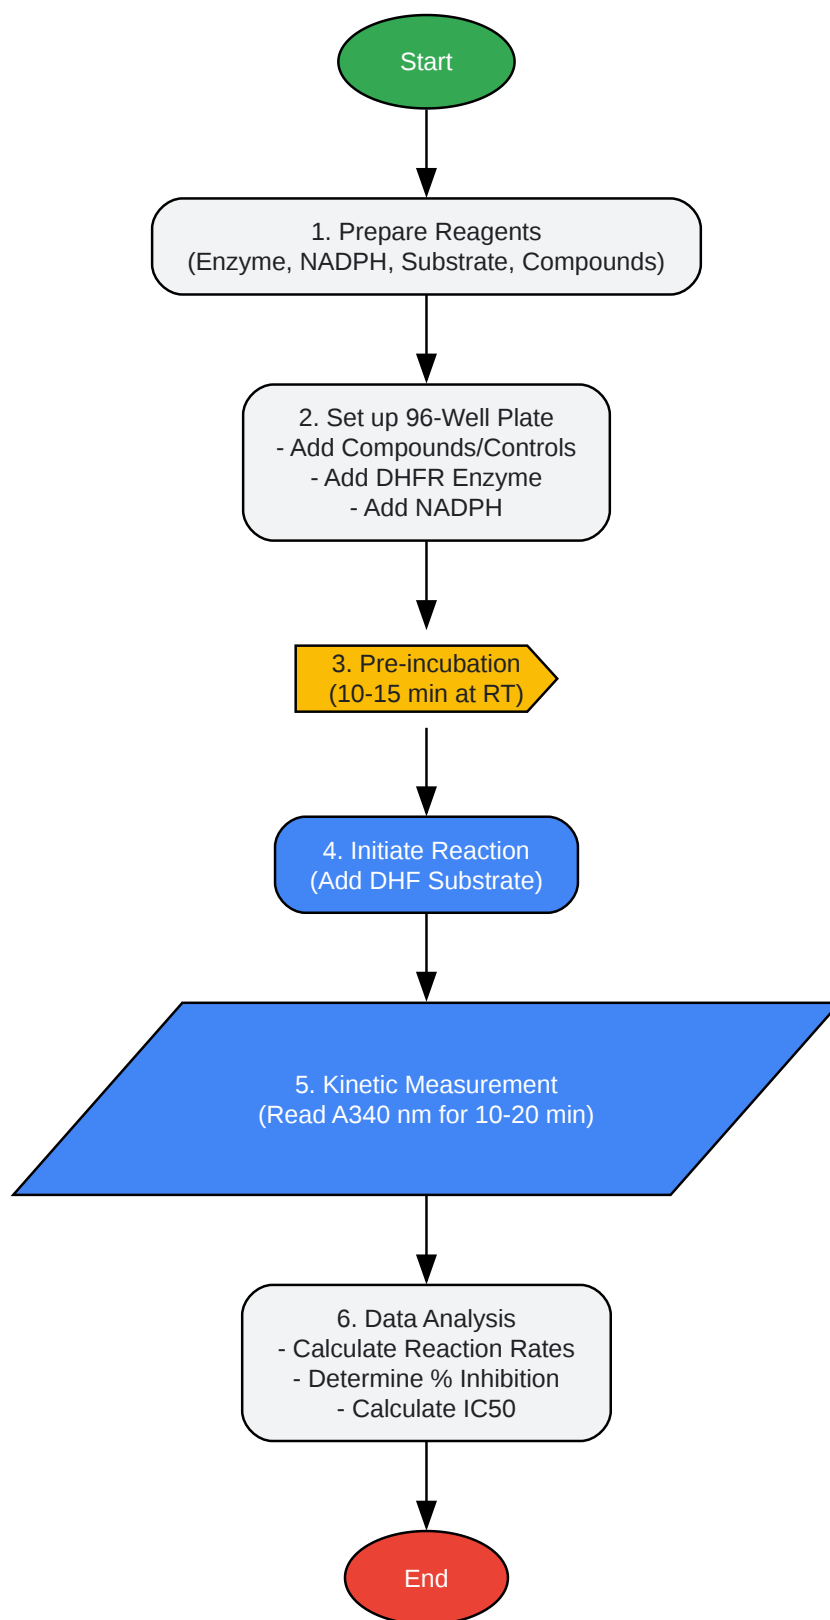 Start
1. Prepare Reagents
(Enzyme, NADPH, Substrate, Compounds)
2. Set up 96-Well Plate
- Add Compounds/Controls
- Add DHFR Enzyme
- Add NADPH
3. Pre-incubation
(10-15 min at RT)
4. Initiate Reaction
(Add DHF Substrate)
5. Kinetic Measurement
(Read A340 nm for 10-20 min)
6. Data Analysis
- Calculate Reaction Rates
- Determine % Inhibition
- Calculate IC50
End